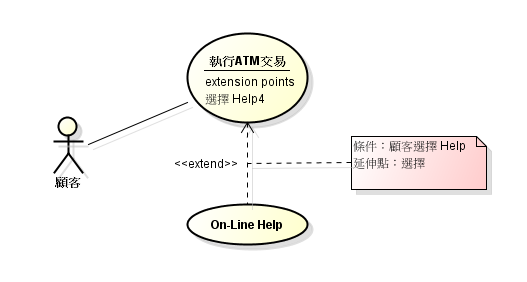 執行ATM交易
extension points
選擇 Help4
顧客
<<extend>>
條件：顧客選擇 Help
延伸點：選擇
On-Line Help